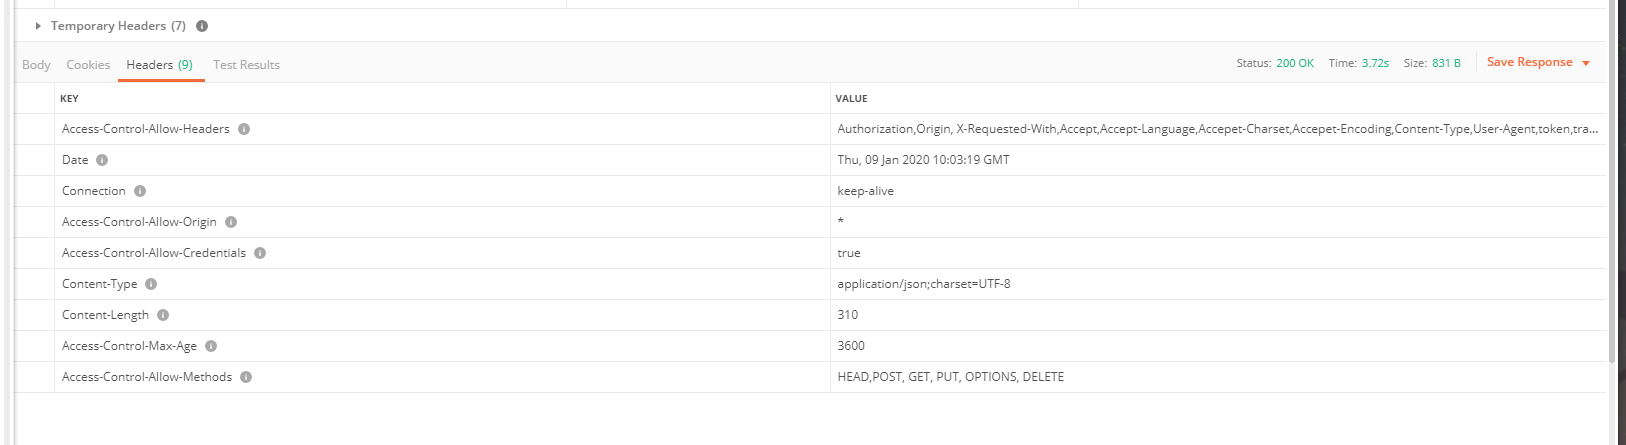 Temporary Headers (7)
Body Cookies Headers (9) Test Results Status: 200 OK Time: 3.72s Size: 831 B Save Response
KEY VALUE
Access-Control-Allow-Headers Authorization,Origin, X-Requested-With,Accept,Accept-Language,Accepet-Charset,Accepet-Encoding,Content-Type,User-Agent,token,tra...
Date Thu, 09 Jan 2020 10:03:19 GMT
Connection keep-alive
Access-Control-Allow-Origin *
Access-Control-Allow-Credentials true
Content-Type application/json;charset=UTF-8
Content-Length 310
Access-Control-Max-Age 3600
Access-Control-Allow-Methods HEAD,POST, GET, PUT, OPTIONS, DELETE